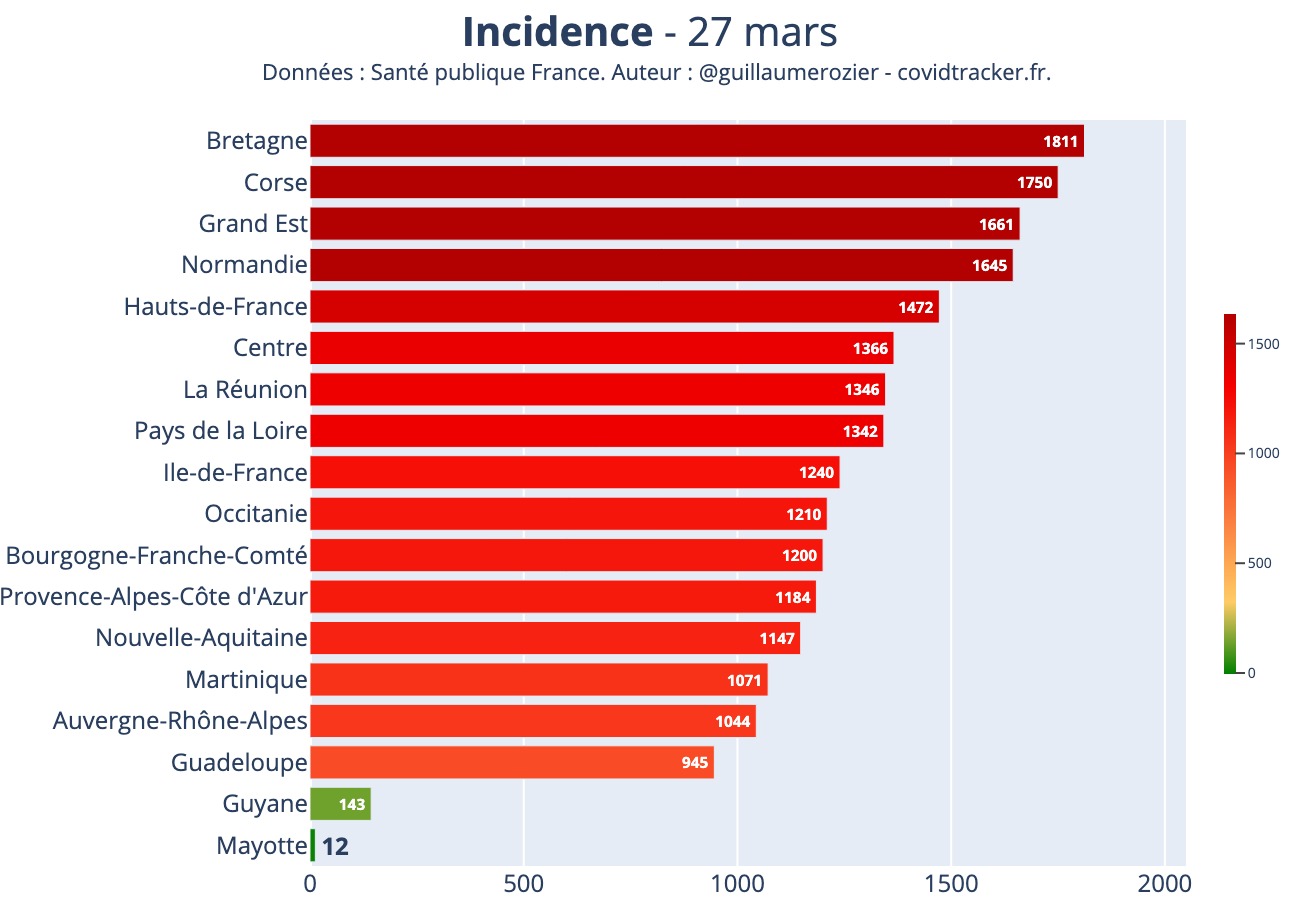 Incidence - 27 mars
Données : Santé publique France. Auteur : @guillaumerozier - covidtracker.fr.
Bretagne 1811
Corse 1750
Grand Est 1661
Normandie 1645
Hauts-de-France 1472
Centre 1366
La Réunion 1346
Pays de la Loire 1342
Ile-de-France 1240
Occitanie 1210
Bourgogne-Franche-Comté 1200
Provence-Alpes-Côte d'Azur 1184
Nouvelle-Aquitaine 1147
Martinique 1071
Auvergne-Rhône-Alpes 1044
Guadeloupe 945
Guyane 143
Mayotte 12
0 500 1000 1500 2000
1500
1000
500
0